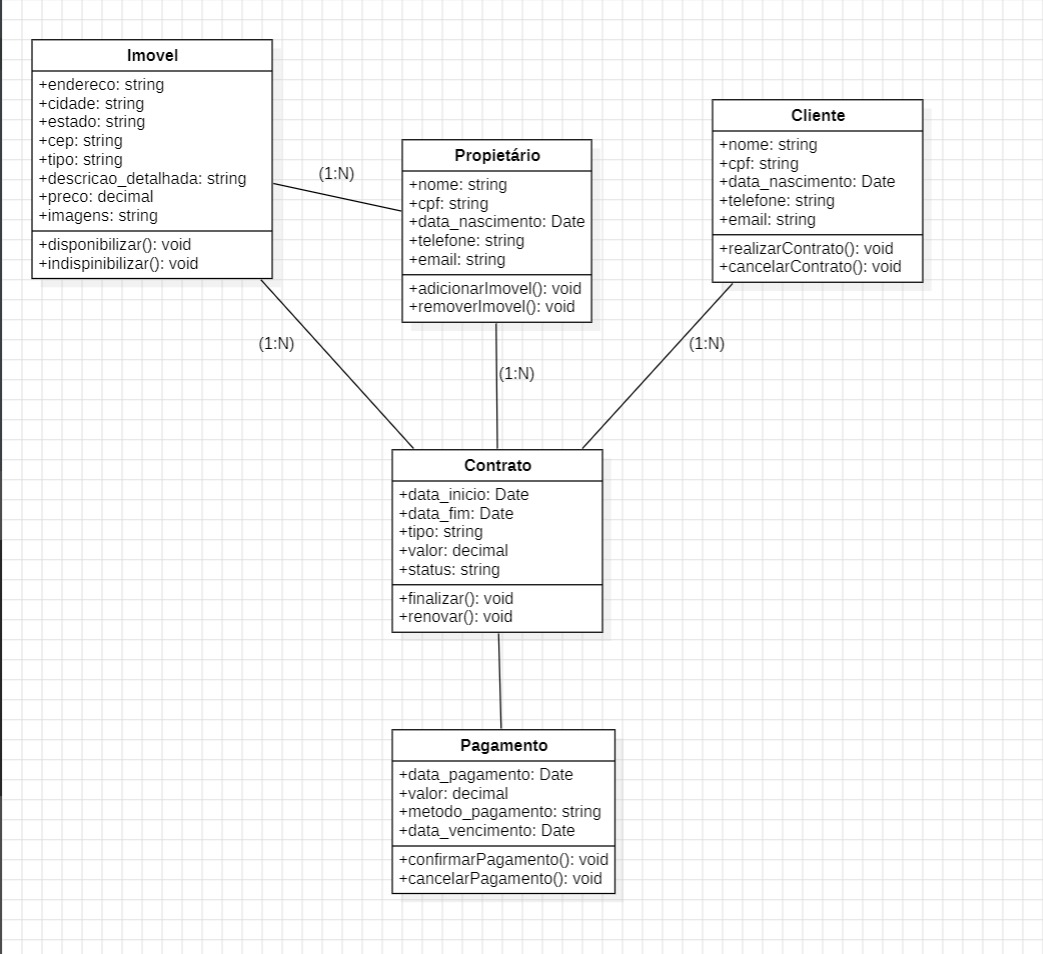 Imovel
+endereco: string
+cidade: string
+estado: string
+cep: string
+tipo: string
+descricao_detalhada: string
+preco: decimal
+imagens: string
+disponibilizar(): void
+indispinibilizar(): void
(1:N)
Propietário
+nome: string
+cpf: string
+data_nascimento: Date
+telefone: string
+email: string
+adicionarImovel(): void
+removerImovel(): void
Cliente
+nome: string
+cpf: string
+data_nascimento: Date
+telefone: string
+email: string
+realizarContrato(): void
+cancelarContrato(): void
(1:N)
(1:N)
(1:N)
Contrato
+data_inicio: Date
+data_fim: Date
+tipo: string
+valor: decimal
+status: string
+finalizar(): void
+renovar(): void
Pagamento
+data_pagamento: Date
+valor: decimal
+metodo_pagamento: string
+data_vencimento: Date
+confirmarPagamento(): void
+cancelarPagamento(): void